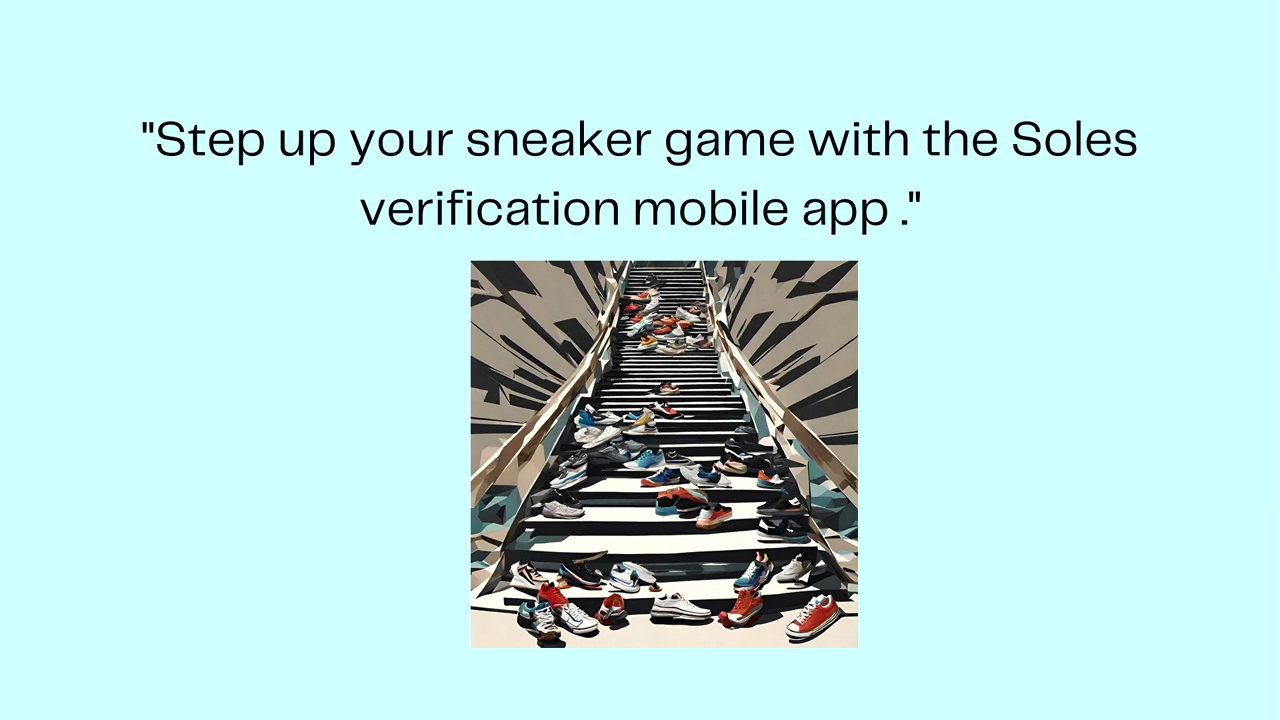 "Step up your sneaker game with the Soles
verification mobile app ."